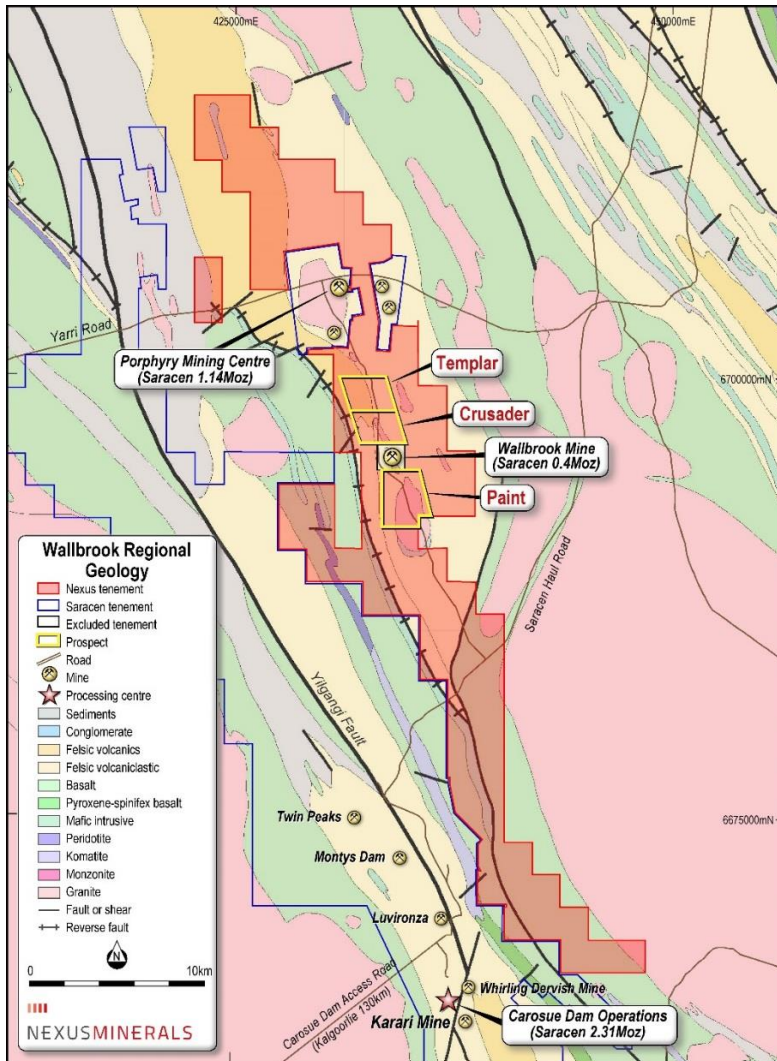 425000mE
450000mE
Yarri Road
Porphyry Mining Centre
(Saracen 1.14Moz)
Templar
6700000mN
Crusader
Wallbrook Mine
(Saracen 0.4Moz)
Paint
Saracen Haul Road
Yilgangi Fault
Wallbrook Regional
Geology
Nexus tenement
Saracen tenement
Excluded tenement
Prospect
Road
Mine
Processing centre
Sediments
Conglomerate
Felsic volcanics
Felsic volcaniclastic
Basalt
Pyroxene-spinifex basalt
Mafic intrusive
Peridotite
Komatite
Monzonite
Granite
Fault or shear
Reverse fault
N
0 10km
NEXUSMINERALS
Twin Peaks
6675000mN
Montys Dam
Luvironza
Carosue Dam Access Road
(Kalgoorlie 130km)
Whirling Dervish Mine
Karari Mine
Carosue Dam Operations
(Saracen 2.31Moz)